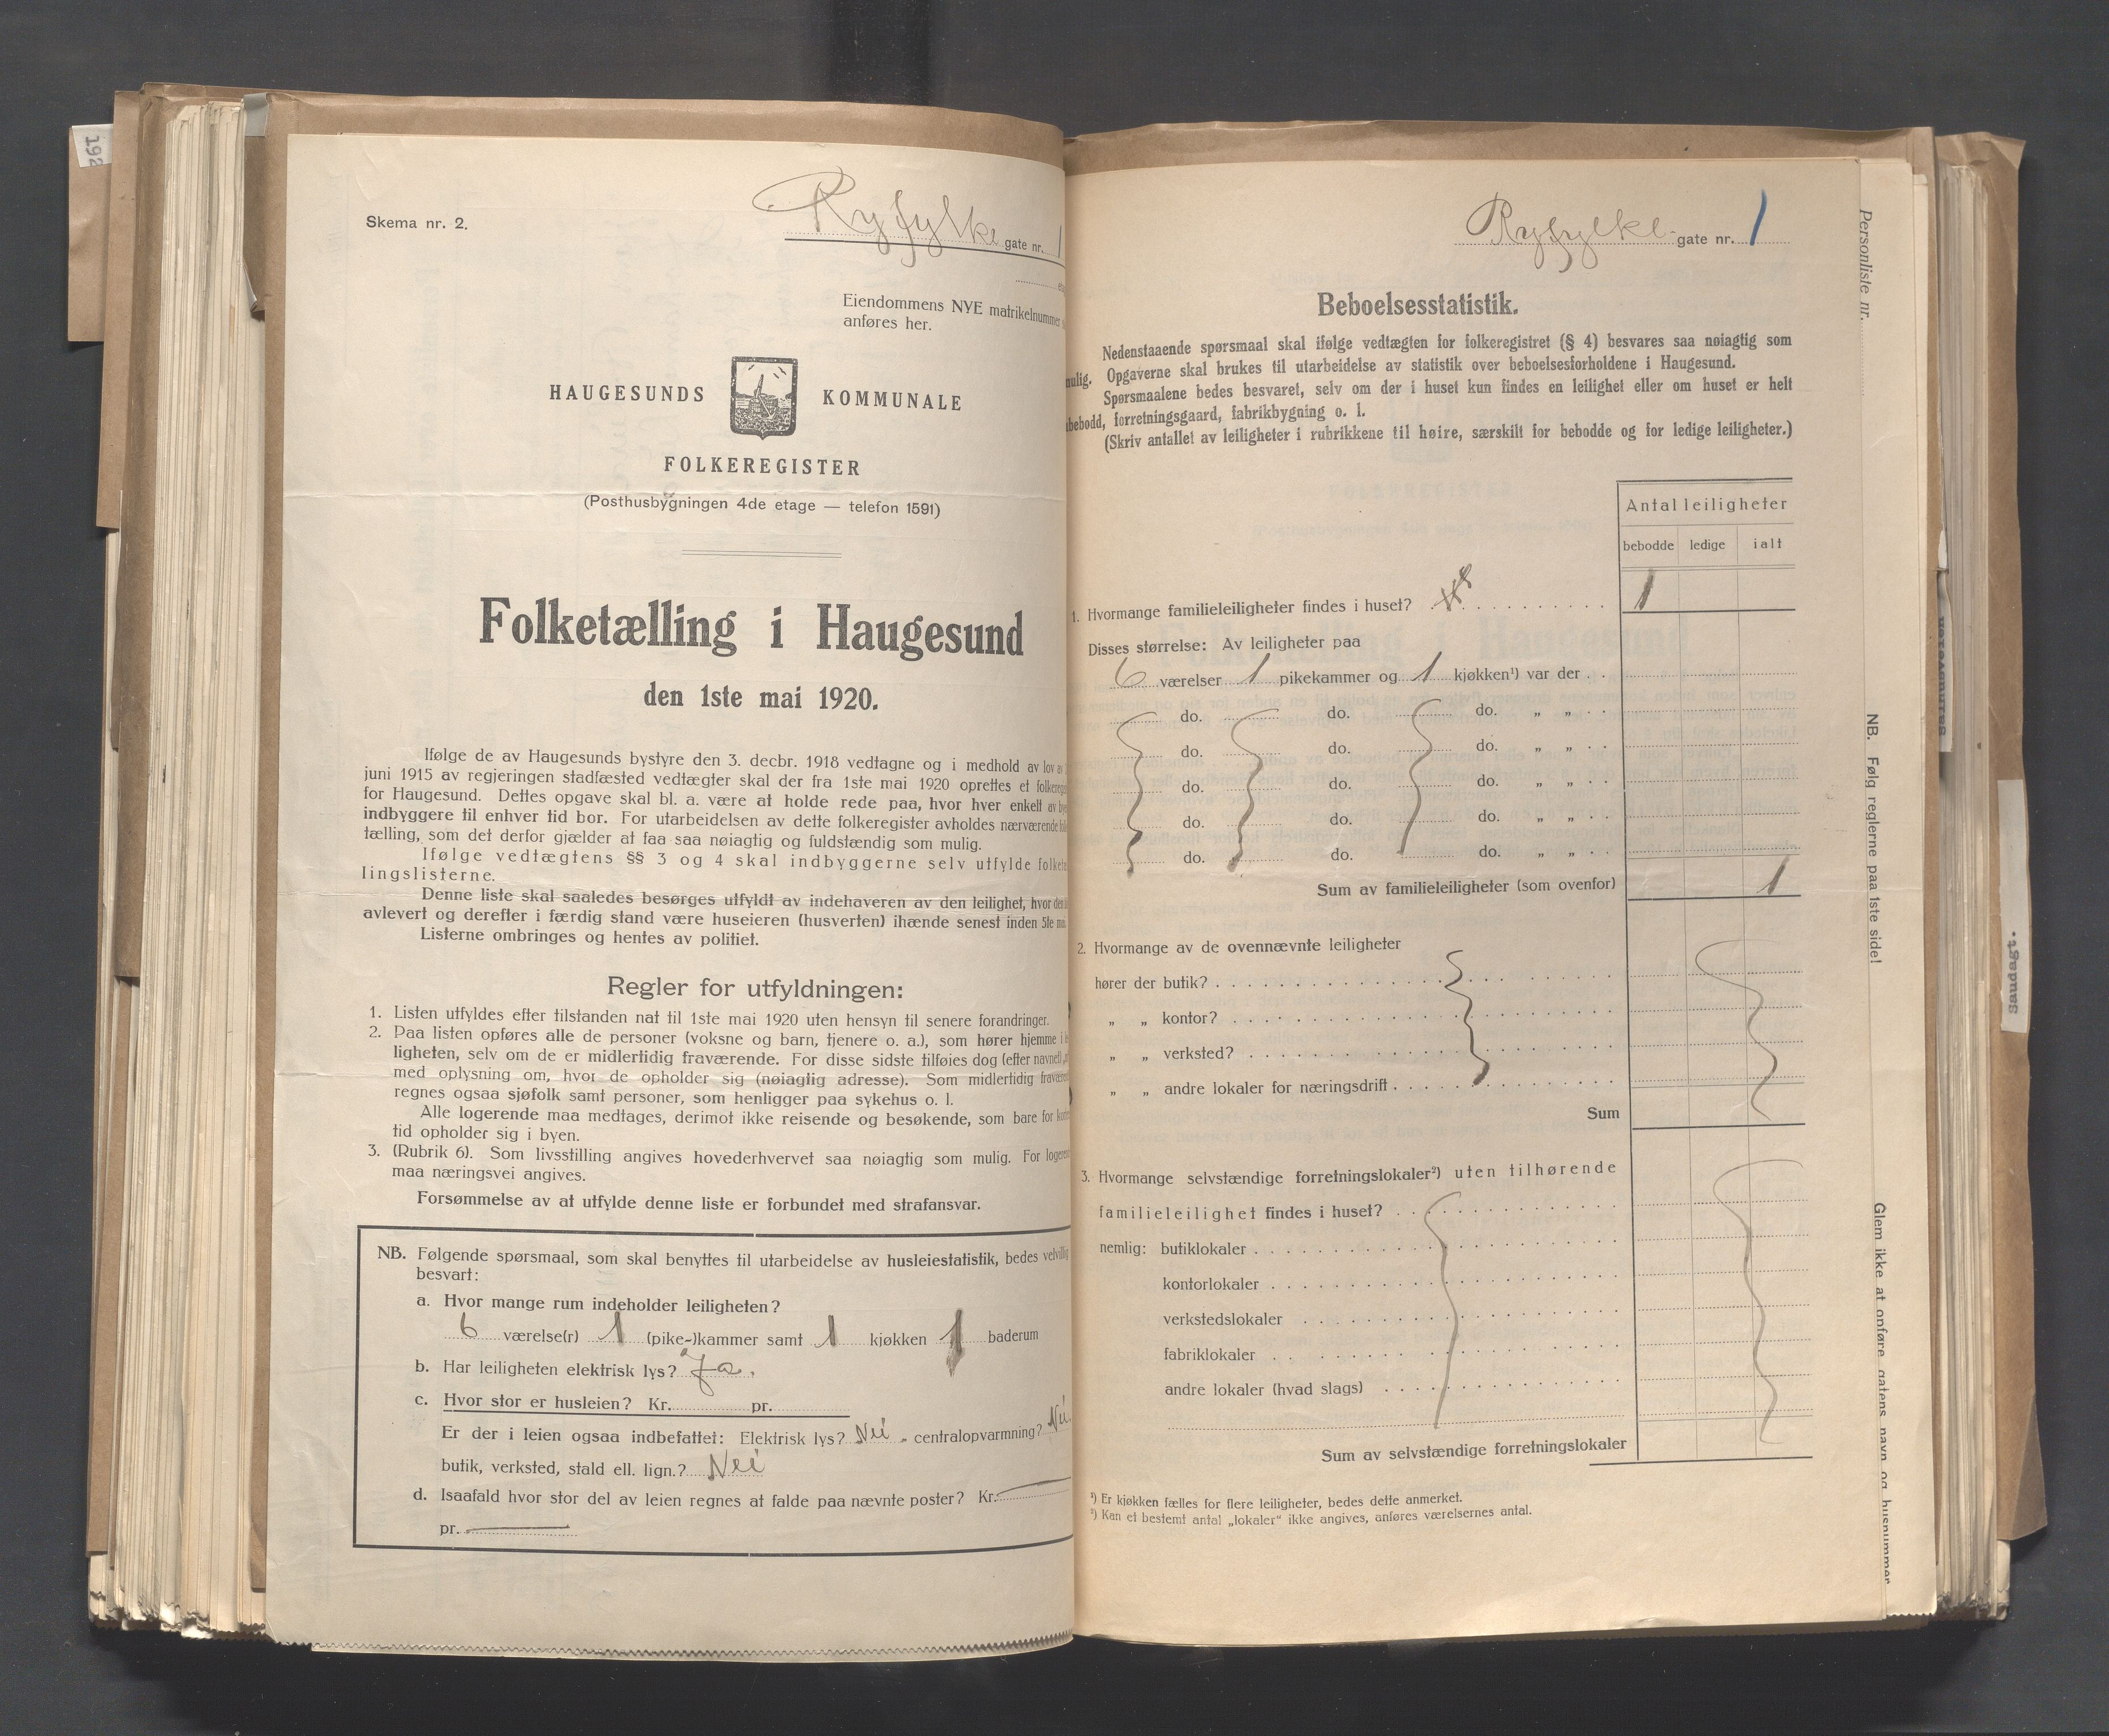 192
Skema nr. 2.
Ryfylke gate nr. 1
Eiendommens NYE matrikelnummer
anføres her.
HAUGESUNDS KOMMUNALE
FOLKEREGISTER
(Posthusbygningen 4de etage — telefon 1591)
Folketælling i Haugesund
den 1ste mai 1920.
Ifølge de av Haugesunds bystyre den 3. decbr. 1918 vedtagne og i medhold av lov av
juni 1915 av regjeringen stadfæsted vedtægter skal der fra 1ste mai 1920 oprettes et folkereg
for Haugesund. Dettes opgave skal bl. a. være at holde rede paa, hvor hver enkelt av by
indbyggere til enhver tid bor. For utarbeidelsen av dette folkeregister avholdes nærværende
tælling, som det derfor gjælder at faa saa nøiagtig og fuldstændig som mulig.
Ifølge vedtægtens §§ 3 og 4 skal indbyggerne selv utfylde folketæl
lingslisterne.
Denne liste skal saaledes besørges utfyldt av indehaveren av den leilighet, hvor den
avlevert og derefter i færdig stand være huseieren (husverten) ihænde senest inden 5te mai
Listerne ombringes og hentes av politiet.
Regler for utfyldningen:
1. Listen utfyldes efter tilstanden nat til 1ste mai 1920 uten hensyn til senere forandringer.
2. Paa listen opføres alle de personer (voksne og barn, tjenere o. a.), som hører hjemme i
ligheten, selv om de er midlertidig fraværende. For disse sidste tilføies dog (efter navnet)
med oplysning om, hvor de opholder sig (nøiagtig adresse). Som midlertidig fravær
regnes ogsaa sjøfolk samt personer, som henligger paa sykehus o. l.
Alle logerende maa medtages, derimot ikke reisende og besøkende, som bare for kort
tid opholder sig i byen.
3. (Rubrik 6). Som livsstilling angives hovederhvervet saa nøiagtig som mulig. For loger
maa næringsvei angives.
Forsømmelse av at utfylde denne liste er forbundet med strafansvar.
NB. Følgende spørsmaal, som skal benyttes til utarbeidelse av husleiestatistik, bedes velvillig
besvart:
a. Hvor mange rum indeholder leiligheten?
6 værelse(r) 1 (pike-)kammer samt 1 kjøkken 1 baderum
b. Har leiligheten elektrisk lys? Ja.
c. Hvor stor er husleien? Kr. pr.
Er der i leien ogsaa indbefattet: Elektrisk lys? Nei. centralopvarmning? Nei.
butik, verksted, stald ell. lign.? Nei
d. Isaafald hvor stor del av leien regnes at falde paa nævnte poster? Kr.
pr.
Ryfylke- gate nr. 1
Beboelsesstatistik.
Nedenstaaende spørsmaal skal ifølge vedtægten for folkeregistret (§ 4) besvares saa nøiagtig som
mulig. Opgaverne skal brukes til utarbeidelse av statistik over beboelsesforholdene i Haugesund.
Spørsmaalene bedes besvaret, selv om der i huset kun findes en leilighet eller om huset er helt
ubebodd, forretningsgaard, fabrikbygning o. l.
(Skriv antallet av leiligheter i rubrikkene til høire, særskilt for bebodde og for ledige leiligheter.)
Antal leiligheter
bebodde ledige ialt
1. Hvormange familieleiligheter findes i huset? 1
Disses størrelse: Av leiligheter paa
6 værelser 1 pikekammer og 1 kjøkken¹) var der
do. do. do. „ „
do. do. do. „ „
do. do. do. „ „
do. do. do. „ „
do. do. do. „ „
Sum av familieleiligheter (som ovenfor) 1
2. Hvormange av de ovennævnte leiligheter
hører der butik?
„ „ kontor?
„ „ verksted?
„ „ andre lokaler for næringsdrift
Sum
3. Hvormange selvstændige forretningslokaler²) uten tilhørende
familieleilighet findes i huset?
nemlig: butiklokaler
kontorlokaler
verkstedslokaler
fabriklokaler
andre lokaler (hvad slags)
Sum av selvstændige forretningslokaler
¹) Er kjøkken fælles for flere leiligheter, bedes dette anmerket.
²) Kan et bestemt antal „lokaler“ ikke angives, anføres værelsernes antal.
Personliste nr.
NB. Følg reglerne paa 1ste side!
Glem ikke at opføre gatens navn og husnummer